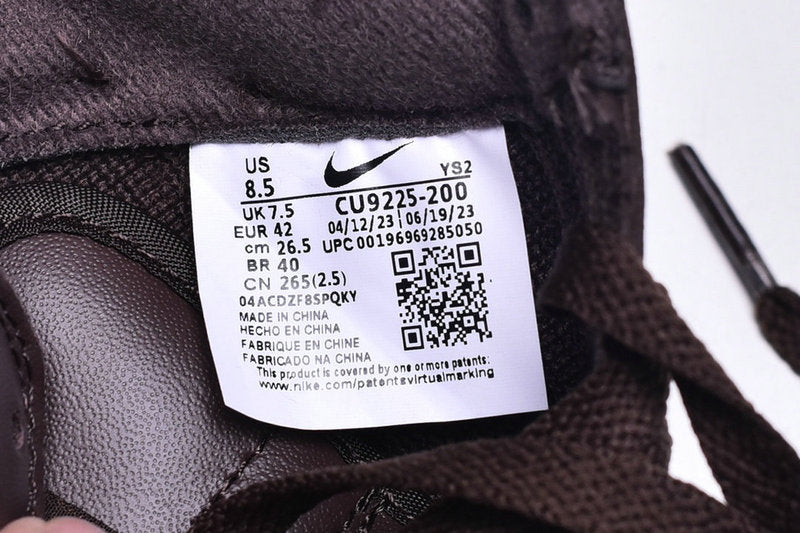 US
8.5
YS2
UK 7.5
CU9225-200
EUR 42
04/12/23 | 06/19/23
cm 26.5
UPC 00196969285050
BR 40
CN 265(2.5)
04ACDZF8SPQKY
MADE IN CHINA
HECHO EN CHINA
FABRIQUE EN CHINE
FABRICADO NA CHINA
This product is covered by one or more patents:
www.nike.com/patentsvirtualmarking